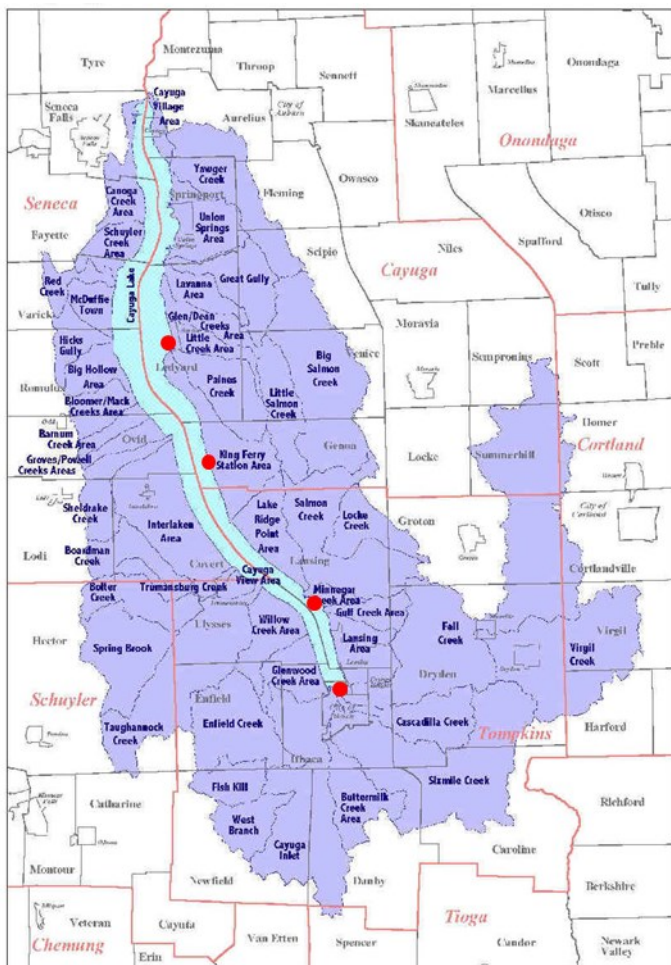 Montezuma
Tyre
Throop
Sennett
Marcellus
Onondaga
Cayuga
Village
Area
Seneca
Falls
Aurelius
City of
Auburn
Skaneateles
Onondaga
Owasco
Yawger
Creek
Springport
Fleming
Canoga
Creek
Area
Seneca
Union
Springs
Area
Otisco
Fayette
Schuyler
Creek
Area
Scipio
Niles
Spafford
Cayuga
Tully
Red
Creek
McDuffie
Town
Cayuga Lake
Lavanna
Area
Great Gully
Varick
Glen/Dean
Creeks
Area
Little
Creek Area
Moravia
Preble
Hicks
Gully
Ledyard
Big
Salmon
Creek
Venice
Sempronius
Scott
Romulus
Big Hollow
Area
Paines
Creek
Little
Salmon
Creek
Bloomer/Mack
Creeks Area
Homer
Barnum
Creek Area
Ovid
Genoa
Locke
Summerhill
Cortland
Groves/Powell
Creeks Areas
King Ferry
Station Area
Sheldrake
Creek
Interlaken
Area
Lake
Ridge
Point
Area
Salmon
Creek
Locke
Creek
Groton
City of
Cortland
Lodi
Boardman
Creek
Covert
Lansing
Cortlandville
Cayuga
View Area
Bolter
Creek
Trumansburg Creek
Minnegar
Creek Area
Gulf Creek Area
Hector
Ulysses
Willow
Creek Area
Lansing
Area
Fall
Creek
Virgil
Spring Brook
Glenwood
Creek Area
Dryden
Virgil
Creek
Schuyler
Enfield
Taughannock
Creek
Enfield Creek
Cascadilla Creek
Tompkins
Harford
Ithaca
Fish Kill
Buttermilk
Creek
Area
Sixmile Creek
Catharine
West
Branch
Cayuga
Inlet
Richford
Caroline
Montour
Newfield
Danby
Berkshire
Veteran
Cayuta
Van Etten
Tioga
Chemung
Erin
Spencer
Candor
Newark
Valley